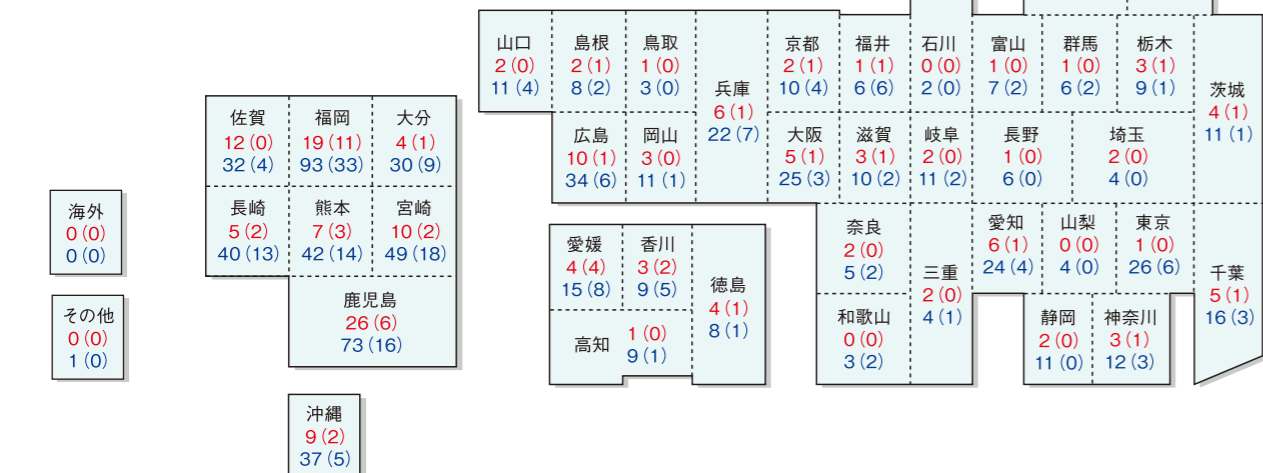 山口
2(0)
11(4)
島根
2(1)
8(2)
鳥取
1(0)
3(0)
兵庫
6(1)
22(7)
京都
2(1)
10(4)
福井
1(1)
6(6)
石川
0(0)
2(0)
富山
1(0)
7(2)
群馬
1(0)
6(2)
栃木
3(1)
9(1)
茨城
4(1)
11(1)
佐賀
12(0)
32(4)
福岡
19(11)
93(33)
大分
4(1)
30(9)
広島
10(1)
34(6)
岡山
3(0)
11(1)
大阪
5(1)
25(3)
滋賀
3(1)
10(2)
岐阜
2(0)
11(2)
長野
1(0)
6(0)
埼玉
2(0)
4(0)
海外
0(0)
0(0)
長崎
5(2)
40(13)
熊本
7(3)
42(14)
宮崎
10(2)
49(18)
愛媛
4(4)
15(8)
香川
3(2)
9(5)
徳島
4(1)
8(1)
奈良
2(0)
5(2)
三重
2(0)
4(1)
愛知
6(1)
24(4)
山梨
0(0)
4(0)
東京
1(0)
26(6)
千葉
5(1)
16(3)
その他
0(0)
1(0)
鹿児島
26(6)
73(16)
高知
1(0)
9(1)
和歌山
0(0)
3(2)
静岡
2(0)
11(0)
神奈川
3(1)
12(3)
沖縄
9(2)
37(5)